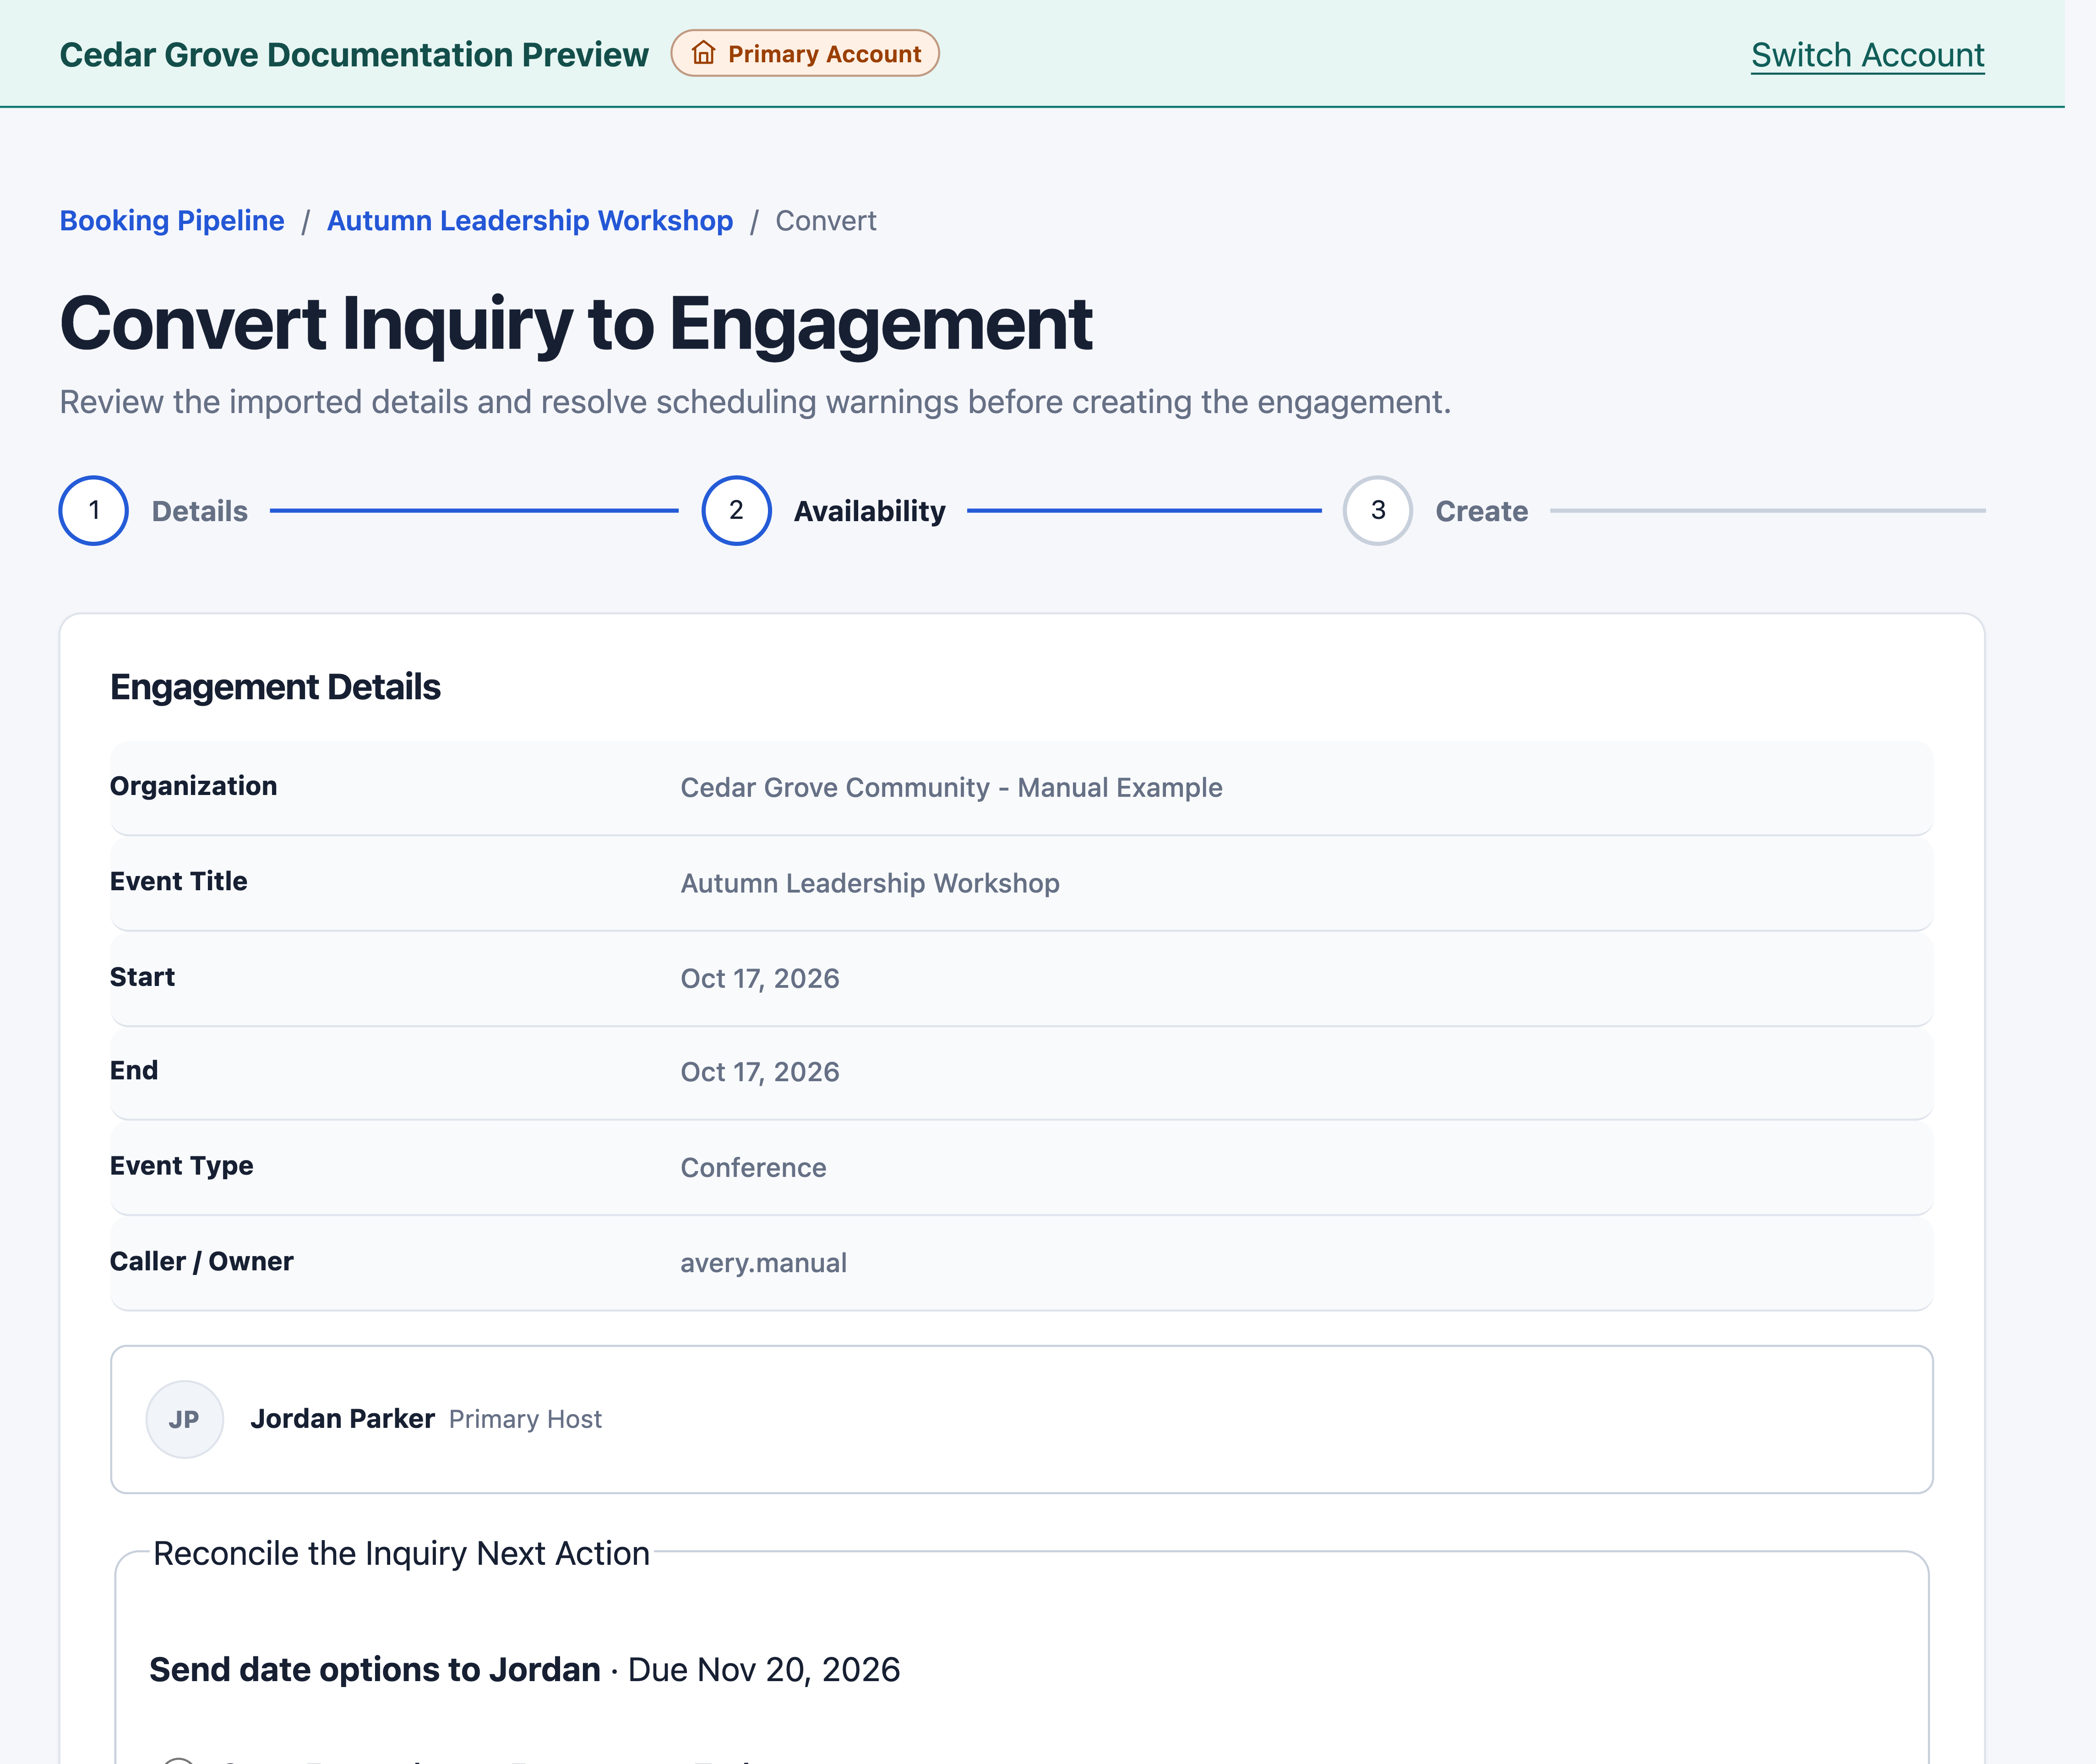 Cedar Grove Documentation Preview Primary Account Switch Account
Booking Pipeline / Autumn Leadership Workshop / Convert
Convert Inquiry to Engagement
Review the imported details and resolve scheduling warnings before creating the engagement.
1 Details 2 Availability 3 Create
Engagement Details
Organization Cedar Grove Community - Manual Example
Event Title Autumn Leadership Workshop
Start Oct 17, 2026
End Oct 17, 2026
Event Type Conference
Caller / Owner avery.manual
JP Jordan Parker Primary Host
Reconcile the Inquiry Next Action
Send date options to Jordan · Due Nov 20, 2026